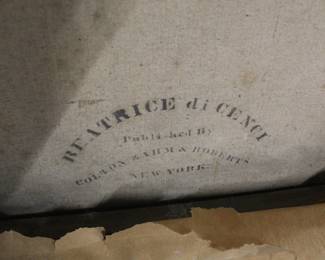 BEATRICE di CENCI
Published By
COLTON ZAHM & ROBERTS
NEW YORK